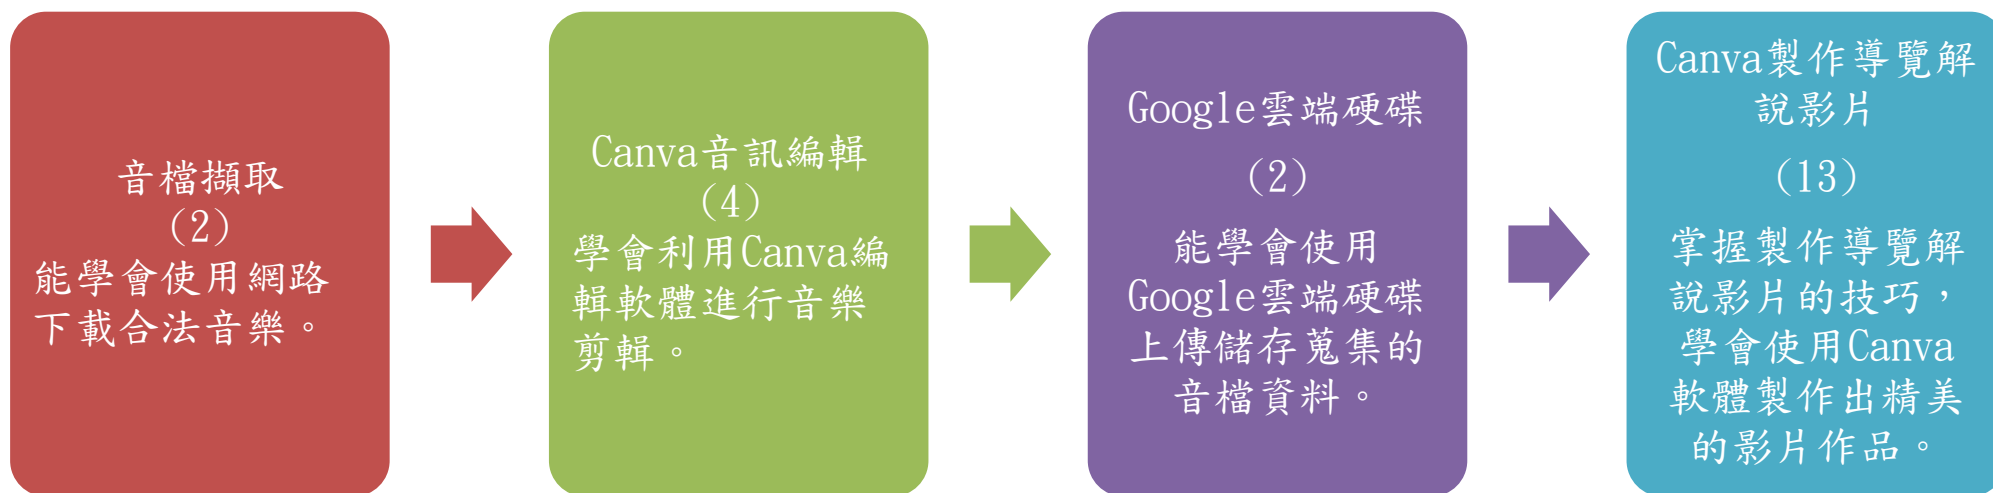 音檔擷取
(2)
能學會使用網路
下載合法音樂。
Canva音訊編輯
(4)
學會利用Canva編
輯軟體進行音樂
剪輯。
Google雲端硬碟
(2)
能學會使用
Google雲端硬碟
上傳儲存蒐集的
音檔資料。
Canva製作導覽解
說影片
(13)
掌握製作導覽解
說影片的技巧，
學會使用Canva
軟體製作出精美
的影片作品。